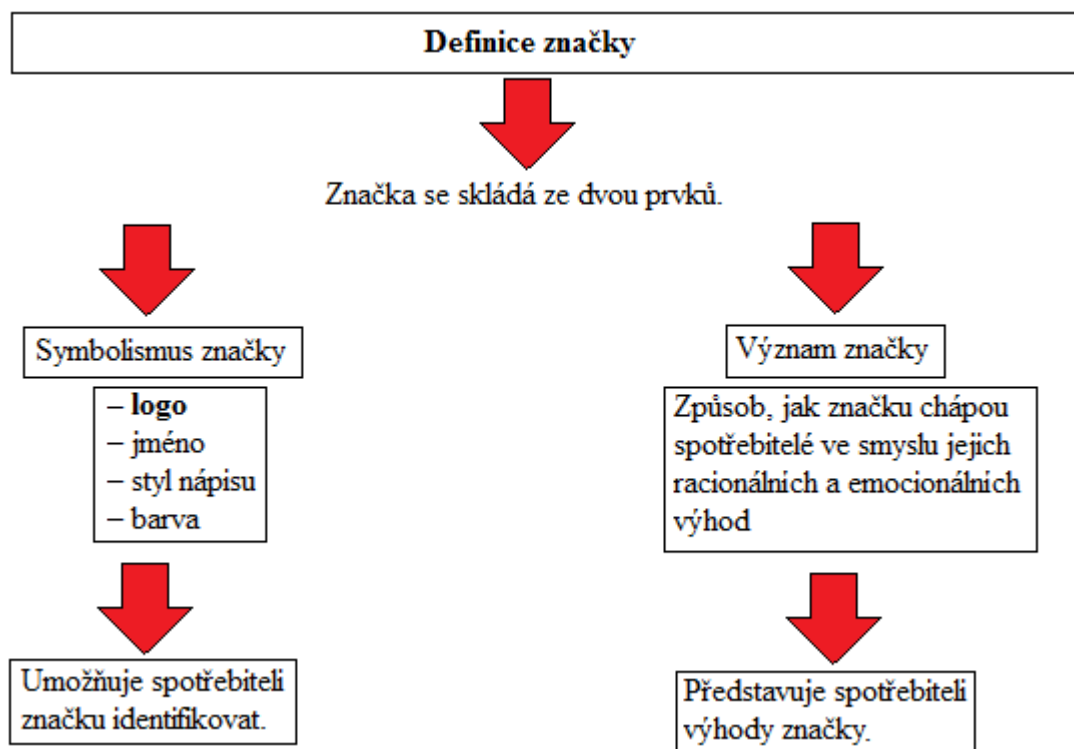 Definice značky
Značka se skládá ze dvou prvků.
Symbolismus značky
– logo
– jméno
– styl nápisu
– barva
Umožňuje spotřebiteli
značku identifikovat.
Význam značky
Způsob, jak značku chápou
spotřebitelé ve smyslu jejich
racionálních a emocionálních
výhod
Představuje spotřebiteli
výhody značky.